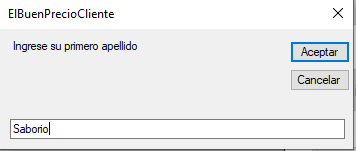 ElBuenPrecioCliente
Ingrese su primero apellido
Aceptar
Cancelar
Saborio